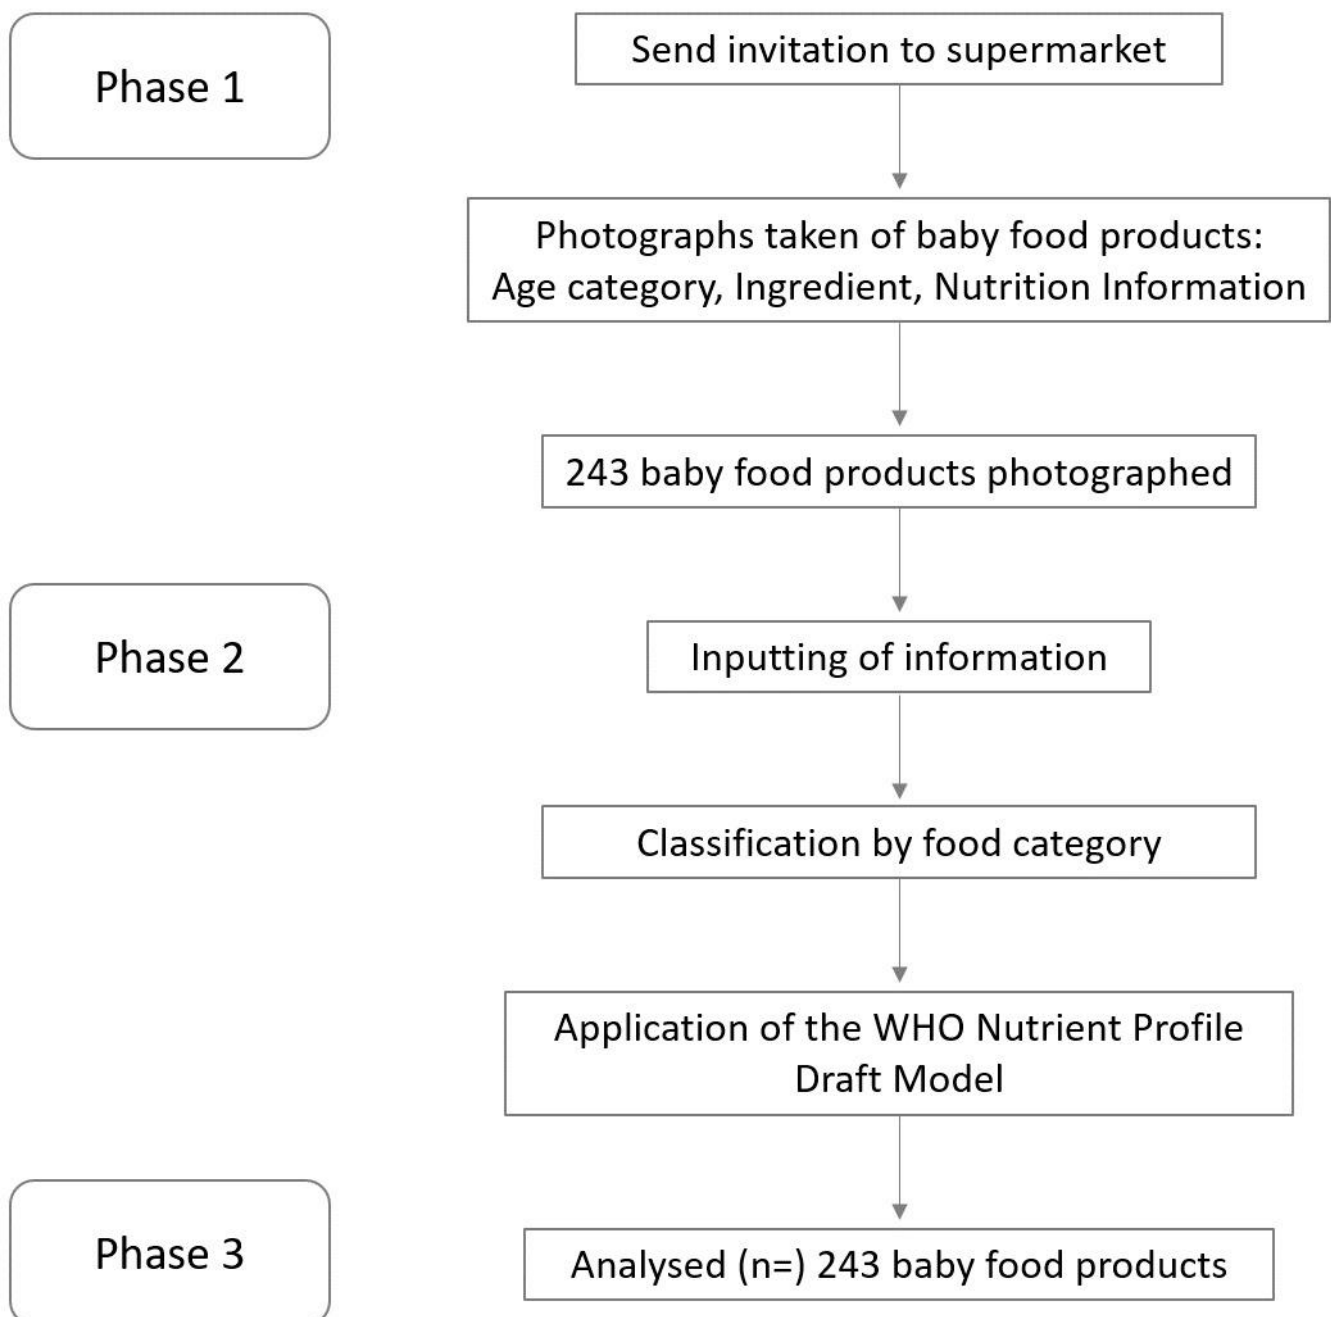 Phase 1
Send invitation to supermarket
Photographs taken of baby food products:
Age category, Ingredient, Nutrition Information
243 baby food products photographed
Phase 2
Inputting of information
Classification by food category
Application of the WHO Nutrient Profile
Draft Model
Phase 3
Analysed (n=) 243 baby food products